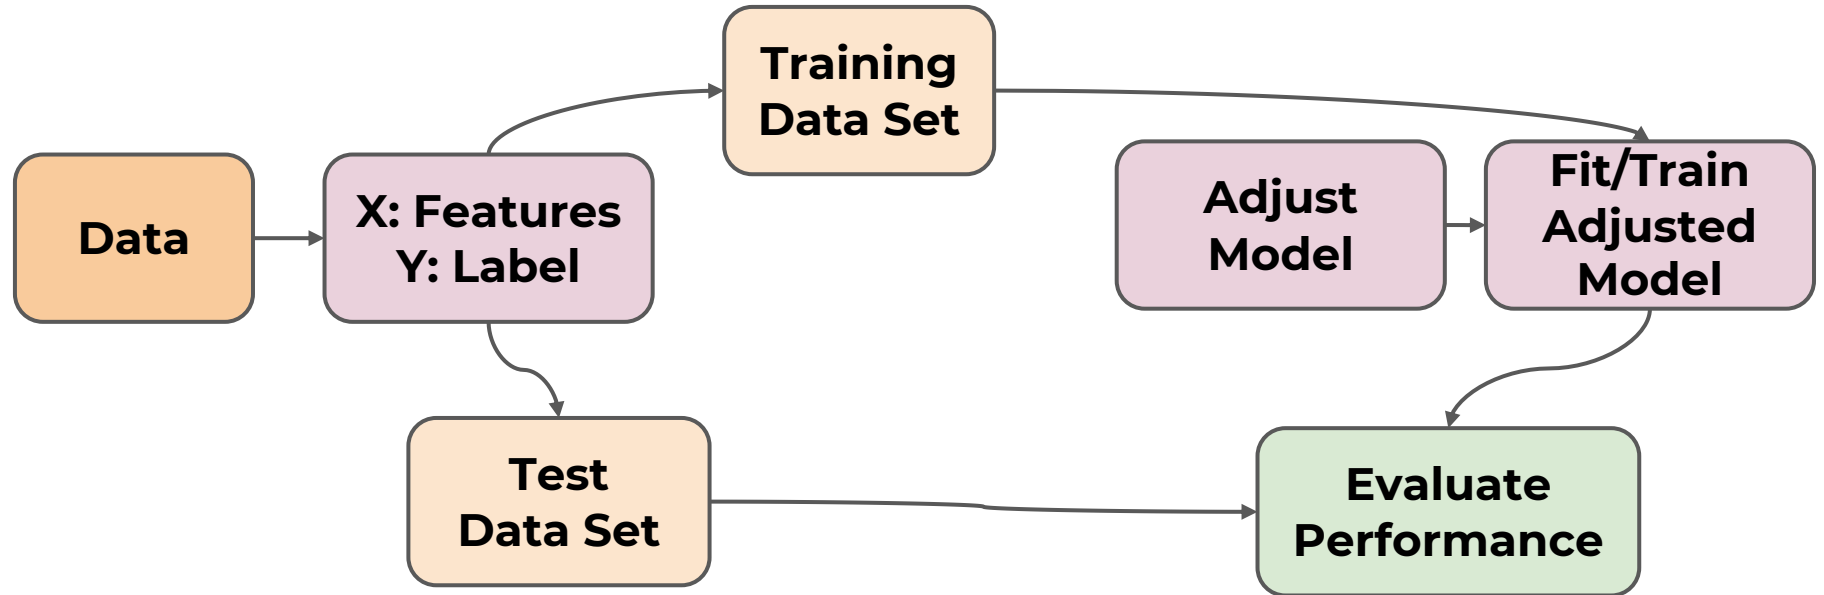 Training
Data Set
Data
X: Features
Y: Label
Adjust
Model
Fit/Train
Adjusted
Model
Test
Data Set
Evaluate
Performance